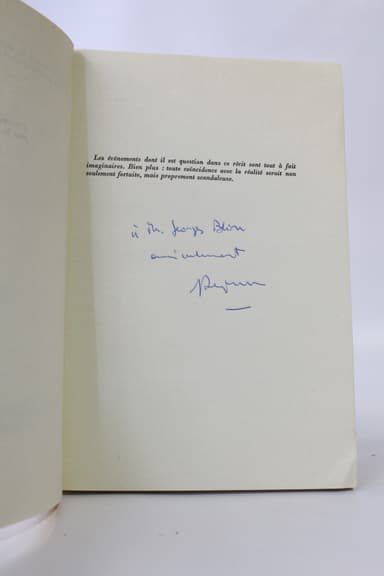 Les événements dont il est question dans ce récit sont tout à fait
imaginaires. Bien plus : toute coïncidence avec la réalité serait non
seulement fortuite, mais proprement scandaleuse.
à M. Georges
amicalement